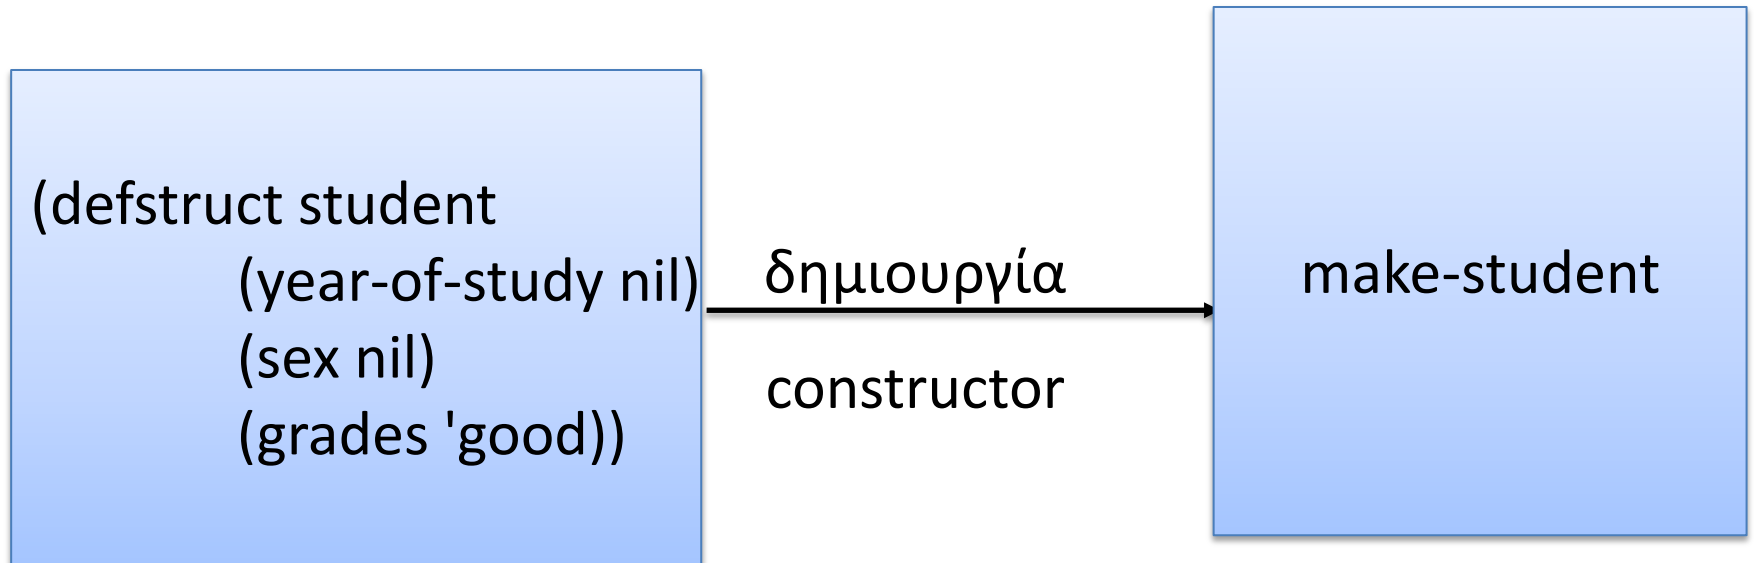 (defstruct student
(year-of-study nil)
(sex nil)
(grades 'good))
δημιουργία
constructor
make-student